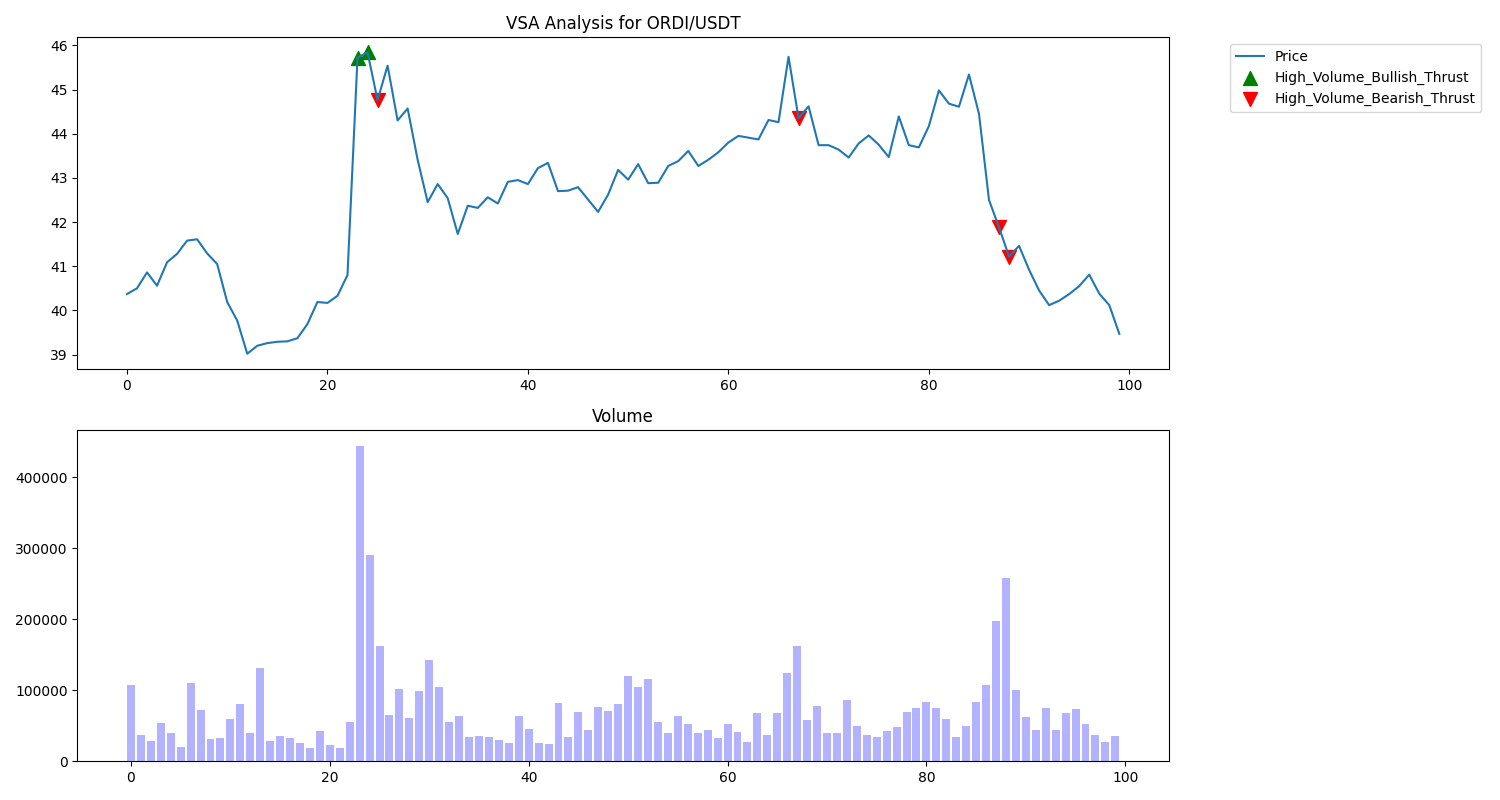 VSA Analysis for ORDI/USDT
46
45
44
43
42
41
40
39
0 20 40 60 80 100
Price
High_Volume_Bullish_Thrust
High_Volume_Bearish_Thrust
Volume
400000
300000
200000
100000
0
0 20 40 60 80 100